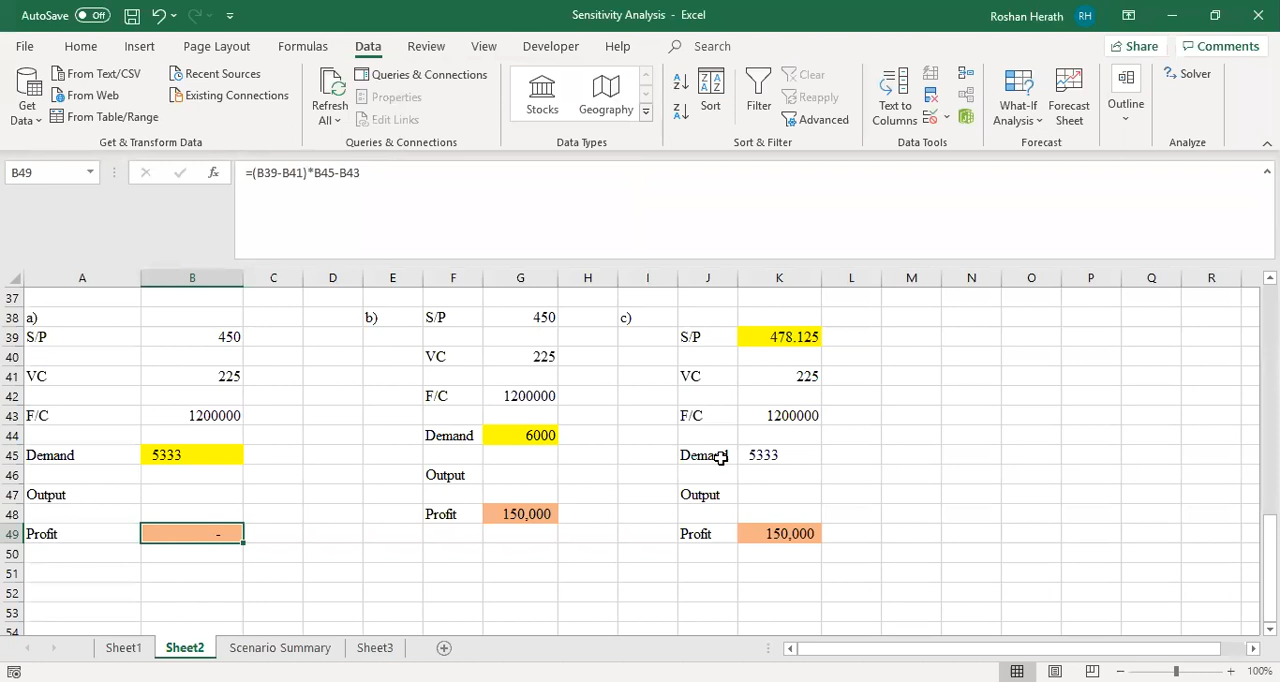 AutoSave Off Sensitivity Analysis - Excel Roshan Herath RH
File Home Insert Page Layout Formulas Data Review View Developer Help Search Share Comments
Get Data From Text/CSV Recent Sources Refresh All Queries & Connections Stocks Geography Sort Filter Clear Text to Columns What-If Analysis Forecast Sheet Outline Solver
From Web Existing Connections Properties Reapply
From Table/Range Edit Links Advanced
Get & Transform Data Queries & Connections Data Types Sort & Filter Data Tools Forecast Analyze
B49 fx =(B39-B41)*B45-B43
A B C D E F G H I J K L M N O P Q R
37
38 a) b) S/P 450 c)
39 S/P 450 S/P 478.125
40 VC 225
41 VC 225 VC 225
42 F/C 1200000
43 F/C 1200000 F/C 1200000
44 Demand 6000
45 Demand 5333 Demand 5333
46 Output
47 Output Output
48 Profit 150,000
49 Profit - Profit 150,000
50
51
52
53
54
Sheet1 Sheet2 Scenario Summary Sheet3
100%